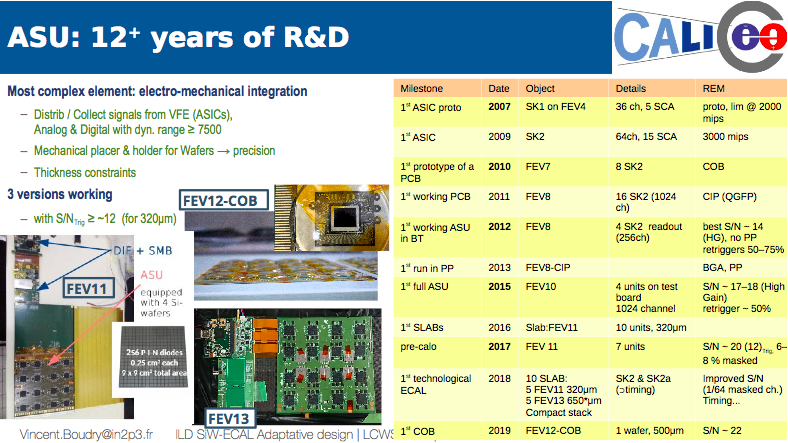 ASU: 12+ years of R&D
CALICE
Most complex element: electro-mechanical integration
– Distrib / Collect signals from VFE (ASICs),
Analog & Digital with dyn. range ≥ 7500
– Mechanical placer & holder for Wafers → precision
– Thickness constraints
3 versions working
– with S/NTrig ≥ ~12 (for 320µm)
FEV12-COB
DIF + SMB
ASU
equipped
with 4 Si-
wafers
FEV11
256 P-I-N diodes
0.25 cm² each
9 x 9 cm² total area
FEV13
Milestone Date Object Details REM
1st ASIC proto 2007 SK1 on FEV4 36 ch, 5 SCA proto, lim @ 2000
mips
1st ASIC 2009 SK2 64ch, 15 SCA 3000 mips
1st prototype of a 2010 FEV7 8 SK2 COB
PCB
1st working PCB 2011 FEV8 16 SK2 (1024 CIP (QGFP)
ch)
1st working ASU 2012 FEV8 4 SK2 readout best S/N ~ 14
in BT (256ch) (HG), no PP
retriggers 50–75%
1st run in PP 2013 FEV8-CIP BGA, PP
1st full ASU 2015 FEV10 4 units on test S/N ~ 17–18 (High
board Gain)
1024 channel retrigger ~ 50%
1st SLABs 2016 Slab:FEV11 10 units, 320µm
pre-calo 2017 FEV 11 7 units S/N ~ 20 (12)Trig, 6–
8 % masked
1st technological 2018 10 SLAB: SK2 & SK2a Improved S/N
ECAL 5 FEV11 320µm (⊃timing) (1/64 masked ch.)
5 FEV13 650*µm Timing...
Compact stack
1st COB 2019 FEV12-COB 1 wafer, 500µm S/N ~ 22
Vincent.Boudry@in2p3.fr ILD SiW-ECAL Adaptative design | LCWS